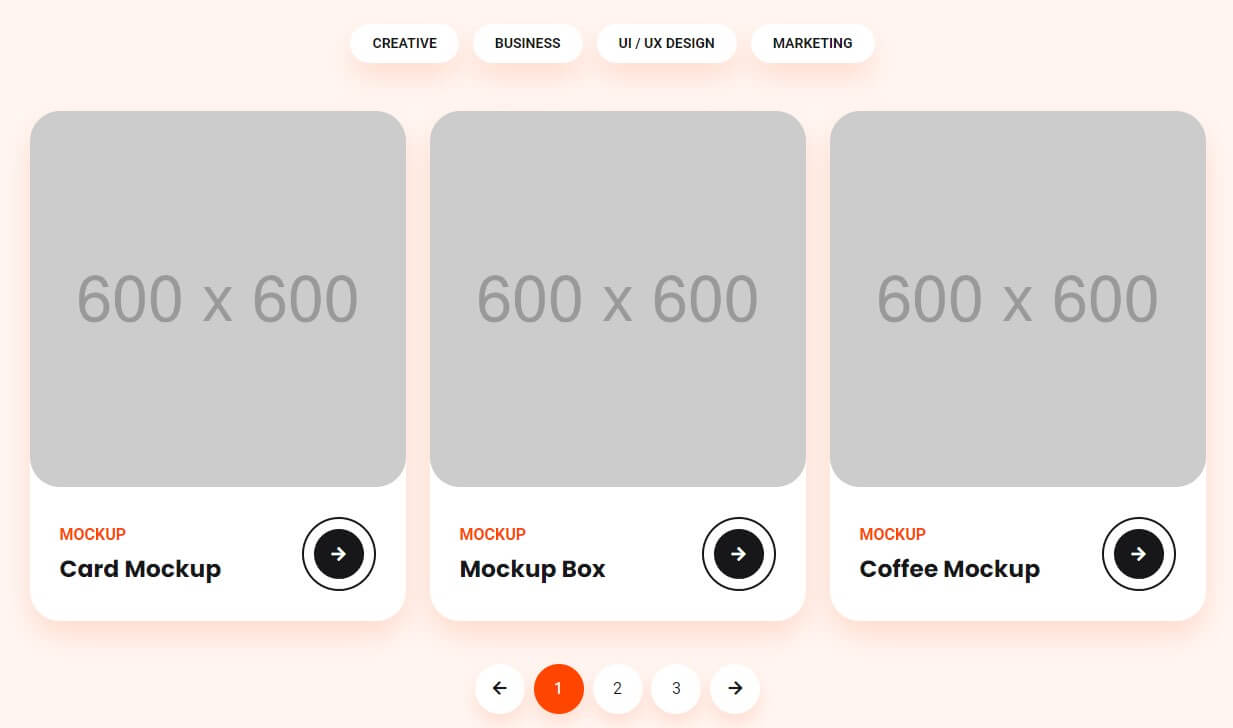 CREATIVE BUSINESS UI / UX DESIGN MARKETING
600 x 600 600 x 600 600 x 600
MOCKUP
Card Mockup
MOCKUP
Mockup Box
MOCKUP
Coffee Mockup
1 2 3